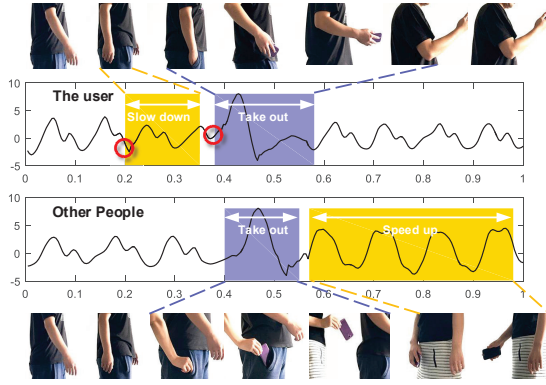 10
The user
5
Slow down
Take out
0
-5
0 0.1 0.2 0.3 0.4 0.5 0.6 0.7 0.8 0.9 1
10
Other People
5
Take out
Speed up
0
-5
0 0.1 0.2 0.3 0.4 0.5 0.6 0.7 0.8 0.9 1